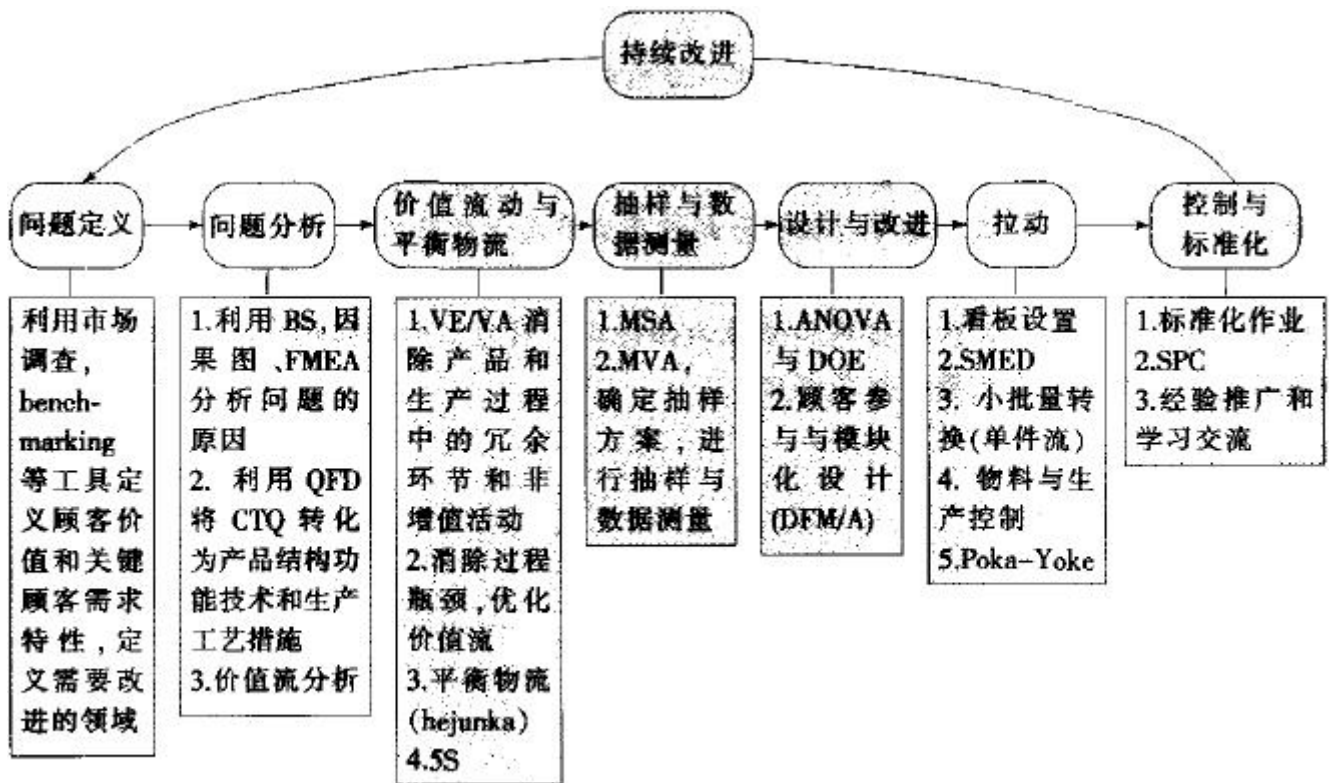 持续改进
问题定义
问题分析
价值流动与
平衡物流
抽样与数
据测量
设计与改进
拉动
控制与
标准化
利用市场
调查,
bench-
marking
等工具定
义顾客价
值和关键
顾客需求
特性,定
义需要改
进的领域
1.利用BS,因
果图、FMEA
分析问题的
原因
2. 利用QFD
将CTQ转化
为产品结构功
能技术和生产
工艺措施
3.价值流分析
1.VE/VA消
除产品和
生产过程
中的冗余
环节和非
增值活动
2.消除过程
瓶颈,优化
价值流
3.平衡物流
(hejunka)
4.5S
1.MSA
2.MVA,
确定抽样
方案,进
行抽样与
数据测量
1.ANOVA
与DOE
2.顾客参
与与模块
化设计
(DFM/A)
1.看板设置
2.SMED
3. 小批量转
换(单件流)
4. 物料与生
产控制
5.Poka-Yoke
1.标准化作业
2.SPC
3.经验推广和
学习交流